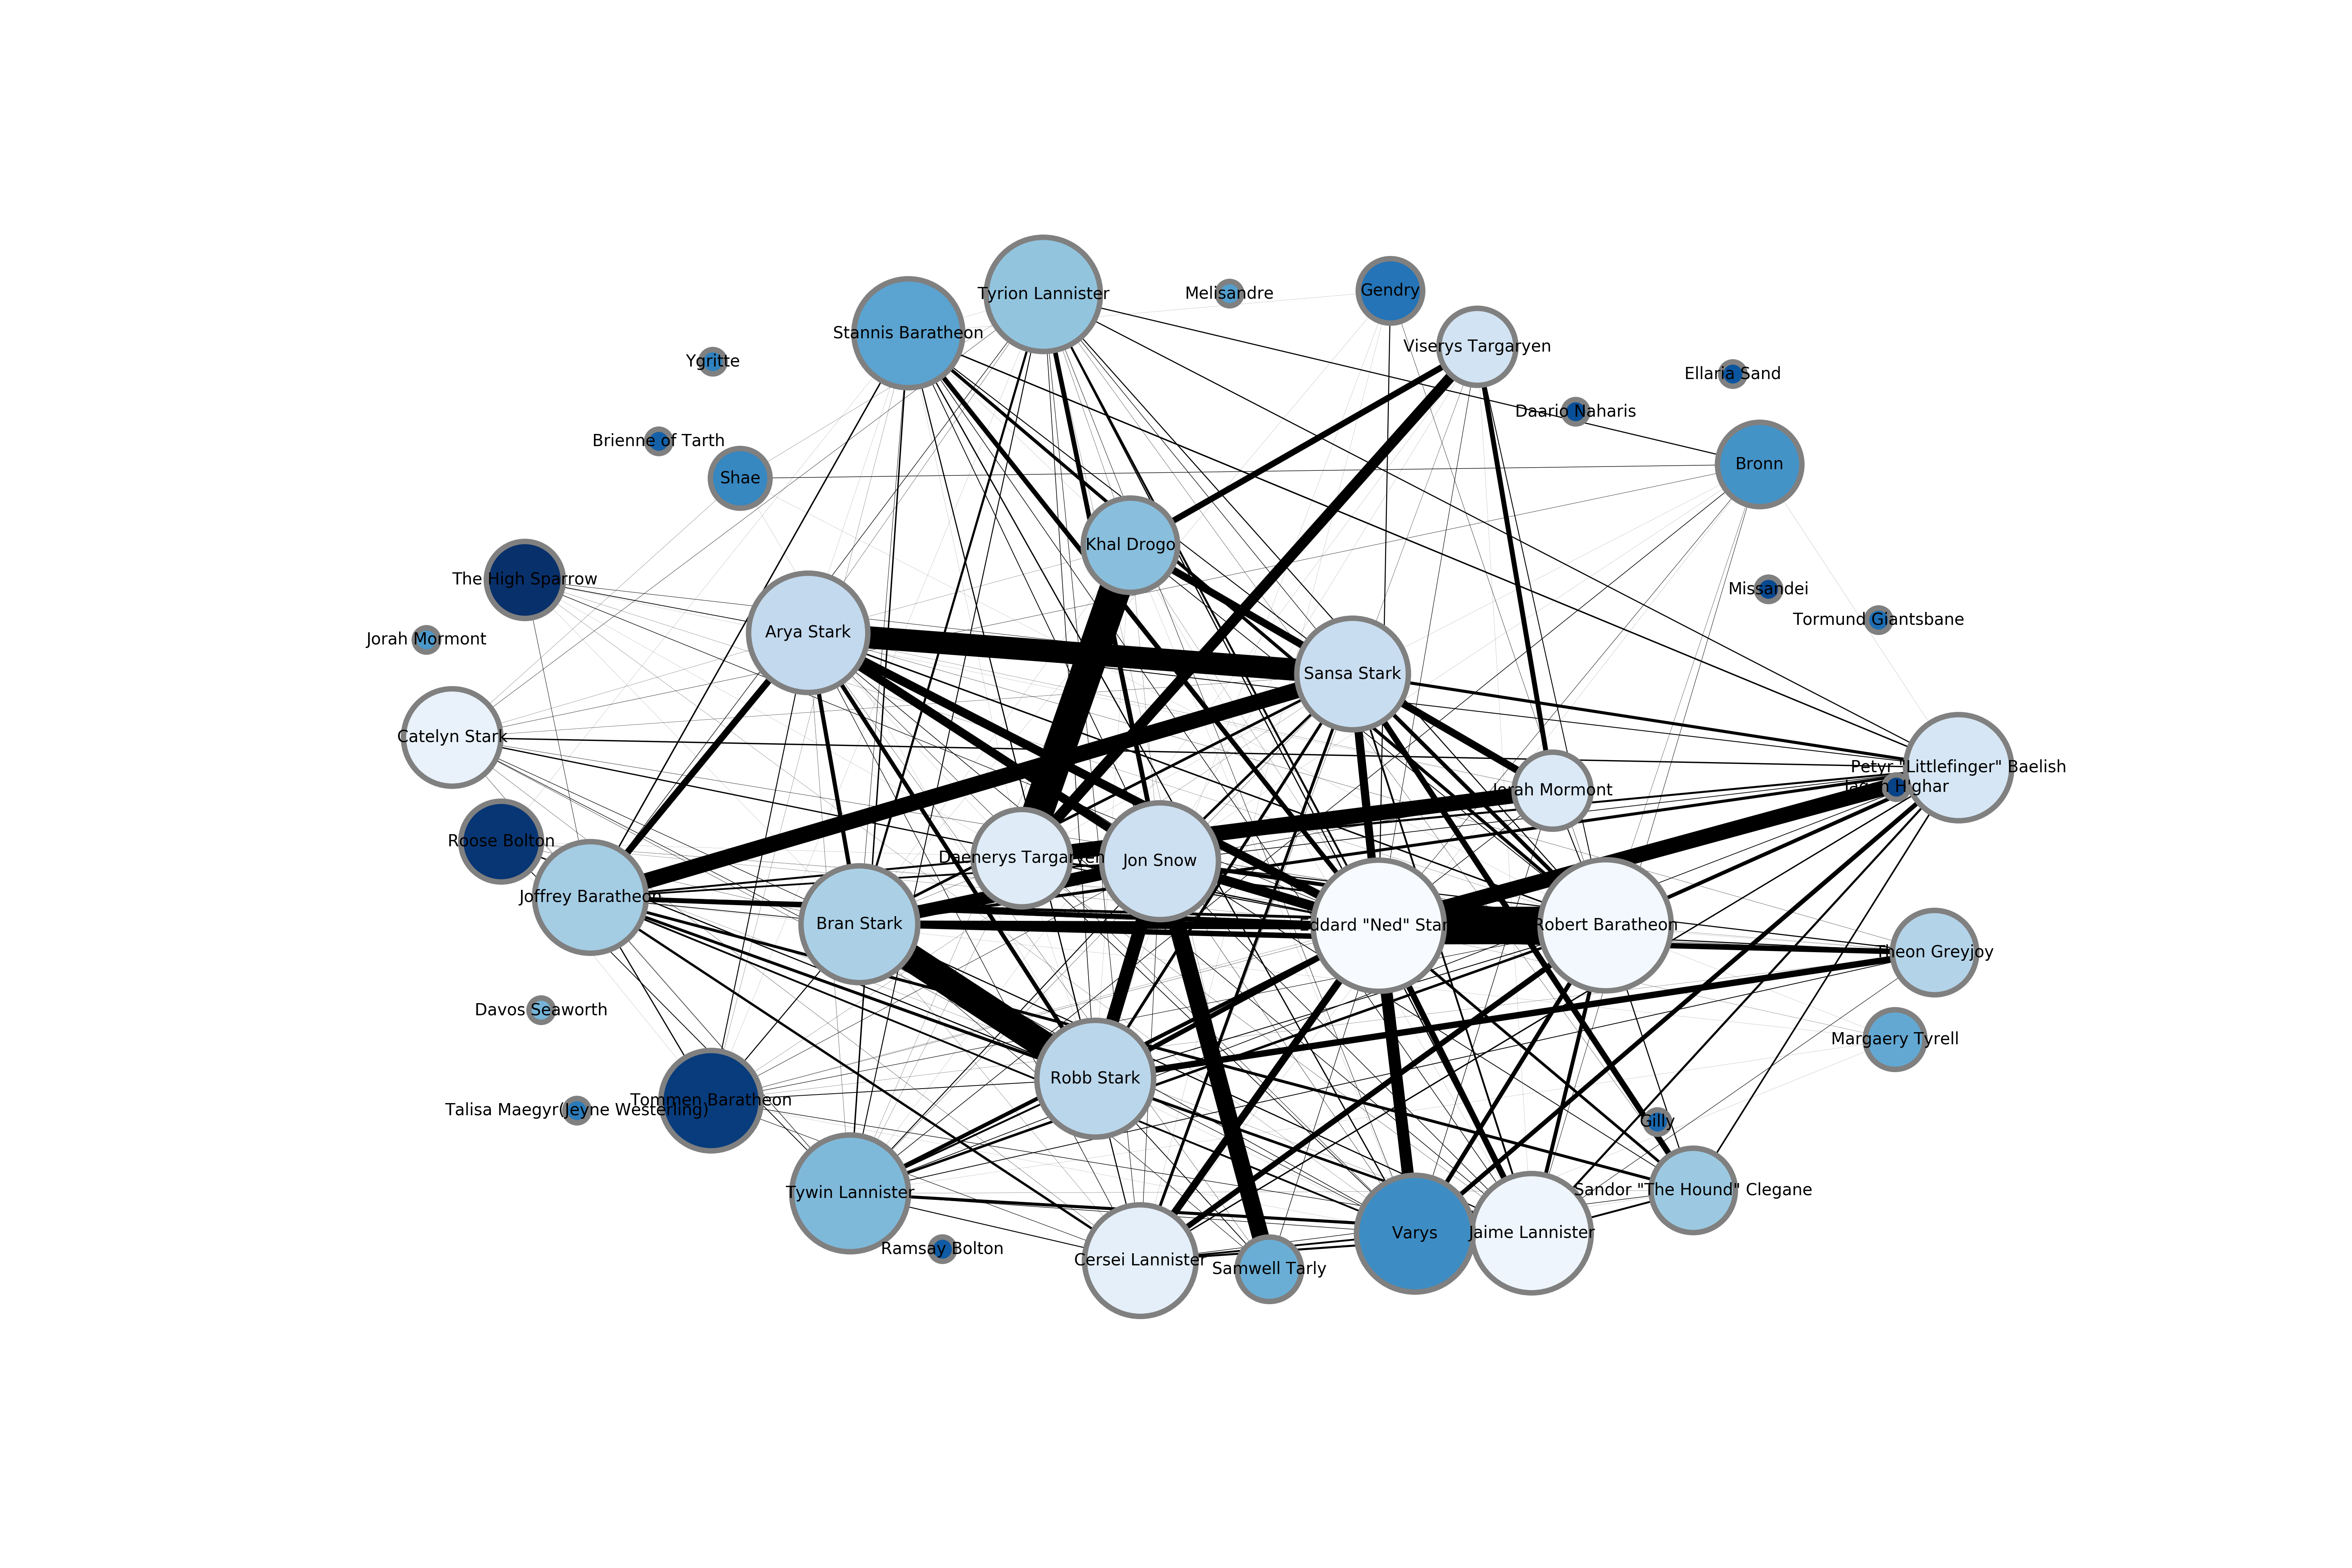 Tyrion Lannister
Melisandre
Gendry
Stannis Baratheon
Viserys Targaryen
Ygritte
Ellaria Sand
Daario Naharis
Brienne of Tarth
Bronn
Shae
Khal Drogo
The High Sparrow
Missandei
Tormund Giantsbane
Arya Stark
Jorah Mormont
Sansa Stark
Catelyn Stark
Petyr "Littlefinger" Baelish
H'ghar
Jorah Mormont
Roose Bolton
Daenerys Targaryen
Jon Snow
Joffrey Baratheon
Bran Stark
Eddard "Ned" Stark
Robert Baratheon
Theon Greyjoy
Davos Seaworth
Margaery Tyrell
Robb Stark
Tommen Baratheon
Talisa Maegyr(Jeyne Westerling)
Gilly
Tywin Lannister
Sandor "The Hound" Clegane
Varys
Jaime Lannister
Ramsay Bolton
Cersei Lannister
Samwell Tarly